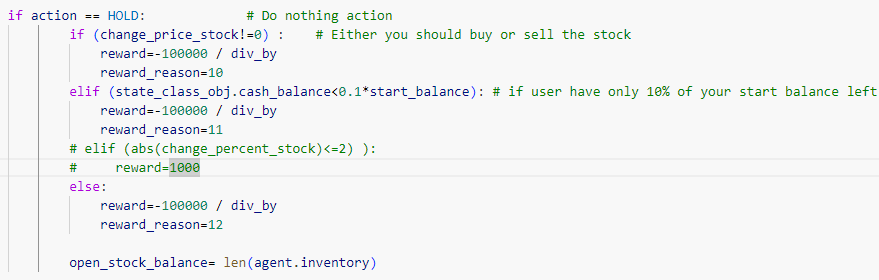 if action == HOLD:             # Do nothing action
        if (change_price_stock!=0) :    # Either you should buy or sell the stock
            reward=-100000 / div_by
            reward_reason=10
        elif (state_class_obj.cash_balance<0.1*start_balance): # if user have only 10% of your start balance left
            reward=-100000 / div_by
            reward_reason=11
        # elif (abs(change_percent_stock)<=2) ):
        #     reward=1000
        else:
            reward=-100000 / div_by
            reward_reason=12
        open_stock_balance= len(agent.inventory)